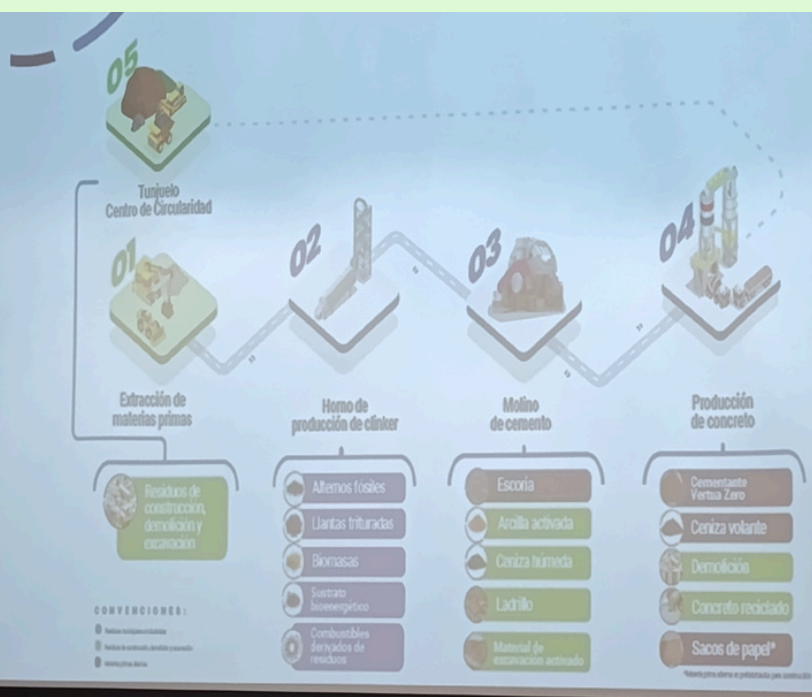 05
Tunjuelo
Centro de Circularidad
01
02
03
04
Extracción de
materias primas
Horno de
producción de clínker
Molino
de cemento
Producción
de concreto
Residuos de
construcción,
demolición y
excavación
Alternos fósiles
Llantas trituradas
Biomasas
Sustrato
bioenergético
Combustibles
derivados de
residuos
Escoria
Arcilla activada
Ceniza húmeda
Ladrillo
Material de
excavación activado
Cementante
Vertua Zero
Ceniza volante
Demolición
Concreto reciclado
Sacos de papel*
CONVENCIONES: